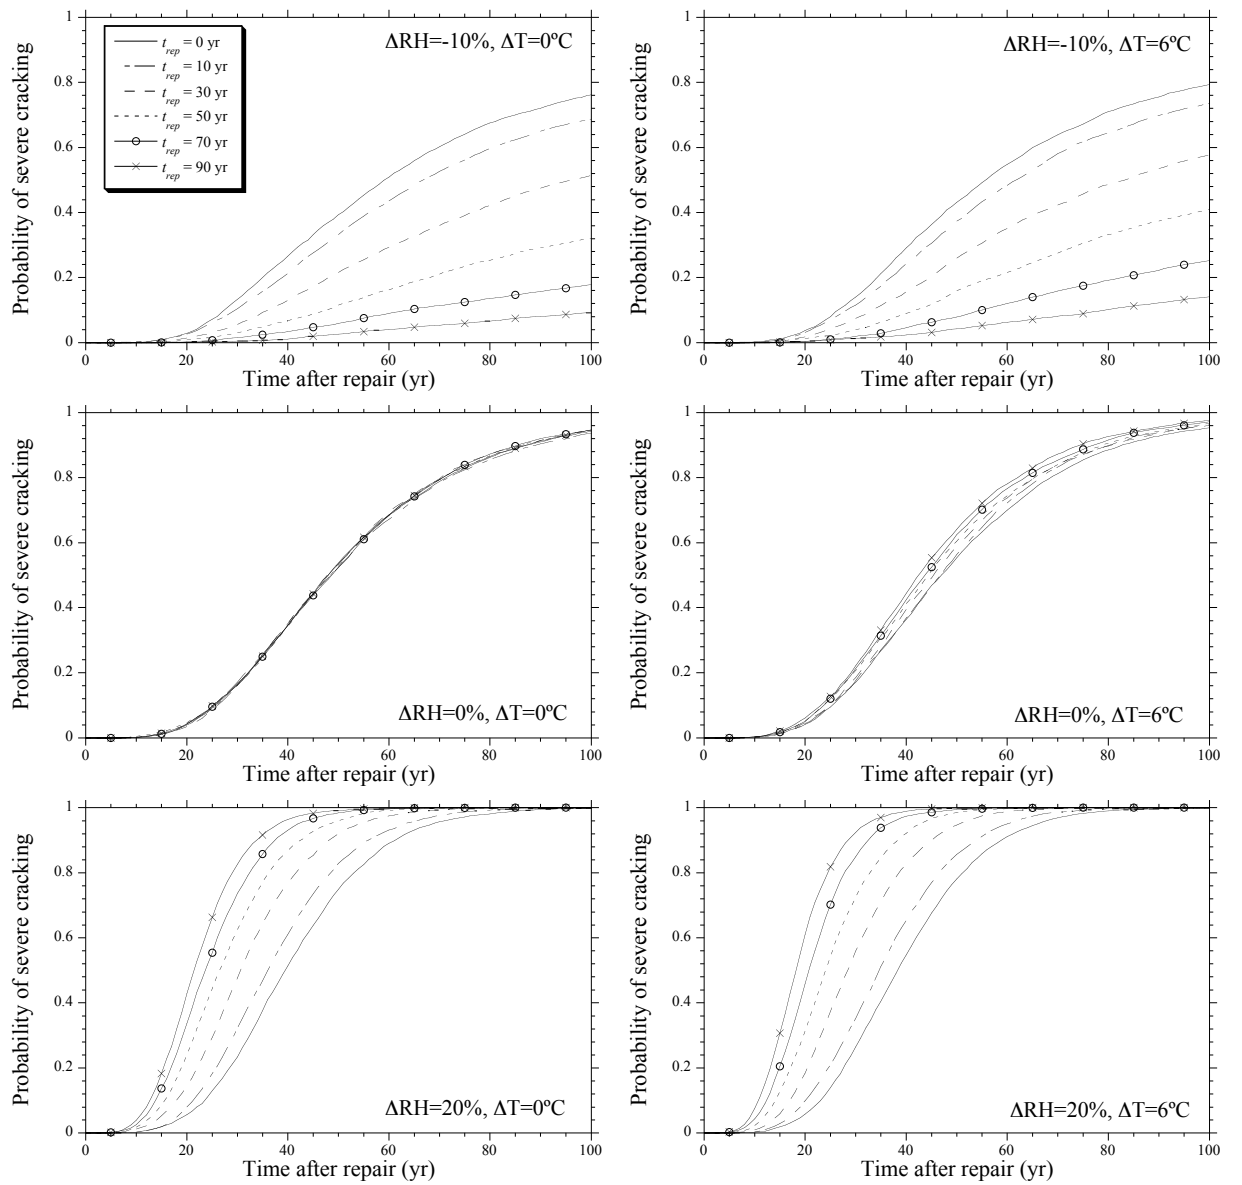 Probability of severe cracking
1
0.8
0.6
0.4
0.2
0
t_rep = 0 yr
t_rep = 10 yr
t_rep = 30 yr
t_rep = 50 yr
t_rep = 70 yr
t_rep = 90 yr
ΔRH=-10%, ΔT=0ºC
0 20 40 60 80 100
Time after repair (yr)
Probability of severe cracking
1
0.8
0.6
0.4
0.2
0
ΔRH=-10%, ΔT=6ºC
0 20 40 60 80 100
Time after repair (yr)
Probability of severe cracking
1
0.8
0.6
0.4
0.2
0
ΔRH=0%, ΔT=0ºC
0 20 40 60 80 100
Time after repair (yr)
Probability of severe cracking
1
0.8
0.6
0.4
0.2
0
ΔRH=0%, ΔT=6ºC
0 20 40 60 80 100
Time after repair (yr)
Probability of severe cracking
1
0.8
0.6
0.4
0.2
0
ΔRH=20%, ΔT=0ºC
0 20 40 60 80 100
Time after repair (yr)
Probability of severe cracking
1
0.8
0.6
0.4
0.2
0
ΔRH=20%, ΔT=6ºC
0 20 40 60 80 100
Time after repair (yr)